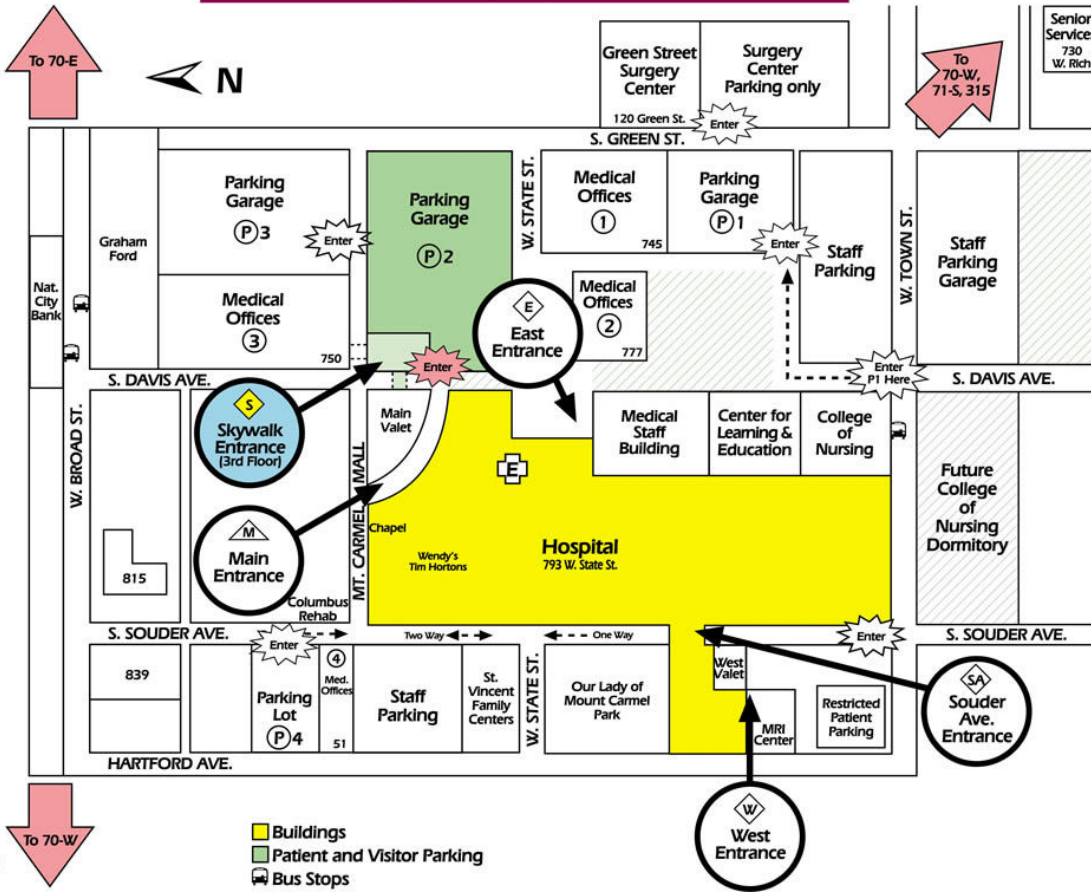 To 70-E
N
Green Street
Surgery
Center
120 Green St.
Surgery
Center
Parking only
Enter
To
70-W,
71-S, 315
Senior
Services
730
W. Rich
S. GREEN ST.
Nat.
City
Bank
Graham
Ford
Parking
Garage
P 3
Enter
Medical
Offices
3
750
Parking
Garage
P 2
Enter
W. STATE ST.
Medical
Offices
1
745
Parking
Garage
P 1
Enter
Medical
Offices
2
777
Staff
Parking
W. TOWN ST.
Staff
Parking
Garage
E
East
Entrance
Enter
P1 Here
S. DAVIS AVE.
S. DAVIS AVE.
W. BROAD ST.
S
Skywalk
Entrance
(3rd Floor)
Main
Valet
MT. CARMEL MALL
M
Main
Entrance
Chapel
Wendy's
Tim Hortons
E
Hospital
793 W. State St.
Medical
Staff
Building
Center for
Learning &
Education
College
of
Nursing
Future
College
of
Nursing
Dormitory
815
Columbus
Rehab
S. SOUDER AVE.
Enter
Two Way
One Way
Enter
S. SOUDER AVE.
839
Parking
Lot
P 4
4
Med.
Offices
51
Staff
Parking
St.
Vincent
Family
Centers
W. STATE ST.
Our Lady of
Mount Carmel
Park
West
Valet
MRI
Center
Restricted
Patient
Parking
SA
Souder
Ave.
Entrance
HARTFORD AVE.
To 70-W
W
West
Entrance
Buildings
Patient and Visitor Parking
Bus Stops